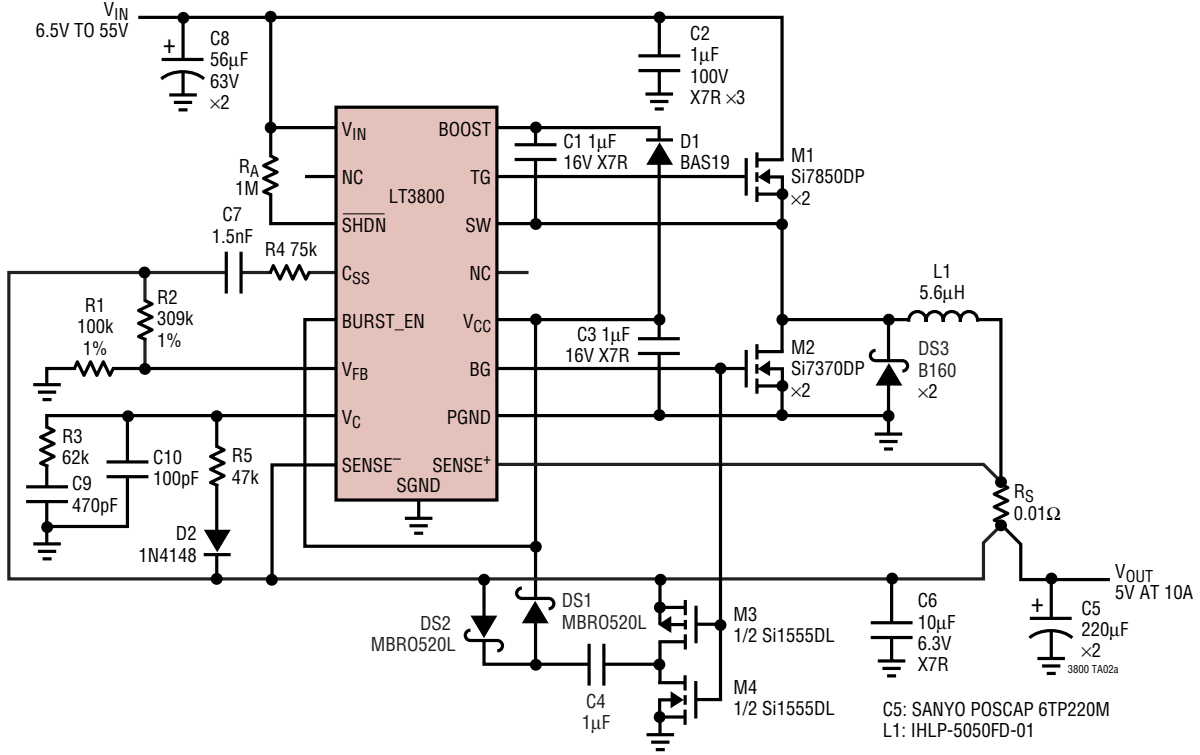 VIN
6.5V TO 55V
C8
56µF
63V
×2
+
C2
1µF
100V
X7R ×3
RA
1M
VIN
NC
SHDN
CSS
BURST_EN
VFB
VC
SENSE–
LT3800
SGND
BOOST
TG
SW
NC
VCC
BG
PGND
SENSE+
C1 1µF
16V X7R
D1
BAS19
M1
Si7850DP
×2
C7
1.5nF
R4 75k
R1
100k
1%
R2
309k
1%
C3 1µF
16V X7R
M2
Si7370DP
×2
L1
5.6µH
DS3
B160
×2
R3
62k
C9
470pF
C10
100pF
R5
47k
D2
1N4148
RS
0.01Ω
DS2
MBRO520L
DS1
MBRO520L
C4
1µF
M3
1/2 Si1555DL
M4
1/2 Si1555DL
C6
10µF
6.3V
X7R
VOUT
5V AT 10A
+
C5
220µF
×2
3800 TA02a
C5: SANYO POSCAP 6TP220M
L1: IHLP-5050FD-01